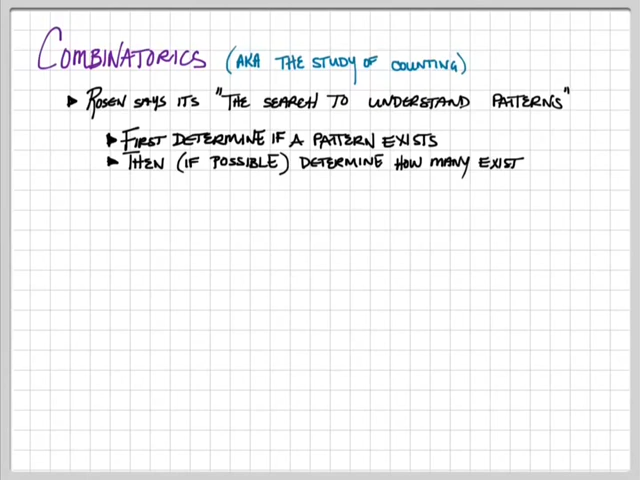 COMBINATORICS (AKA THE STUDY OF COUNTING)
▸ ROSEN SAYS ITS "THE SEARCH TO UNDERSTAND PATTERNS"
▸ FIRST DETERMINE IF A PATTERN EXISTS
▸ THEN (IF POSSIBLE) DETERMINE HOW MANY EXIST